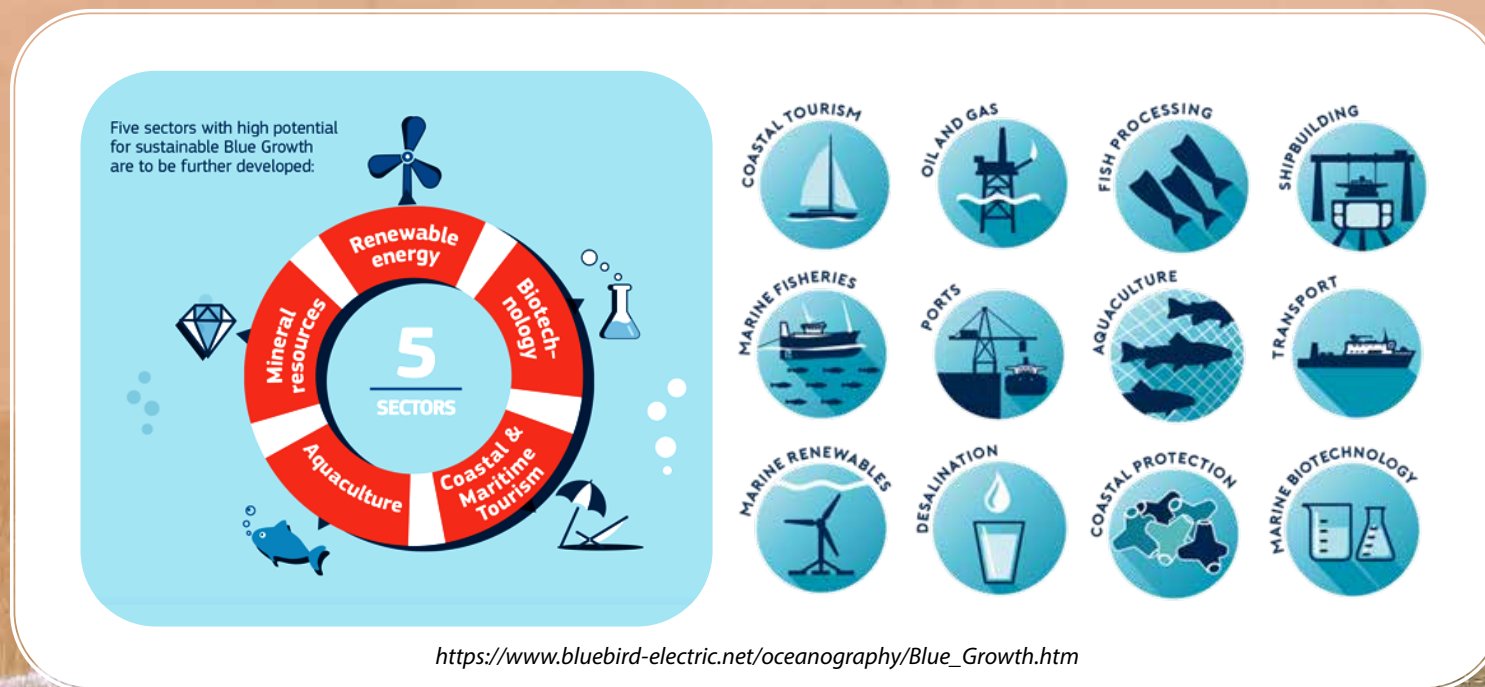 Five sectors with high potential
for sustainable Blue Growth
are to be further developed:
Renewable
energy
Biotech-
nology
Coastal &
Maritime
Tourism
Aquaculture
Mineral
resources
5
SECTORS
COASTAL TOURISM
OIL AND GAS
FISH PROCESSING
SHIPBUILDING
MARINE FISHERIES
PORTS
AQUACULTURE
TRANSPORT
MARINE RENEWABLES
DESALINATION
COASTAL PROTECTION
MARINE BIOTECHNOLOGY
https://www.bluebird-electric.net/oceanography/Blue_Growth.htm